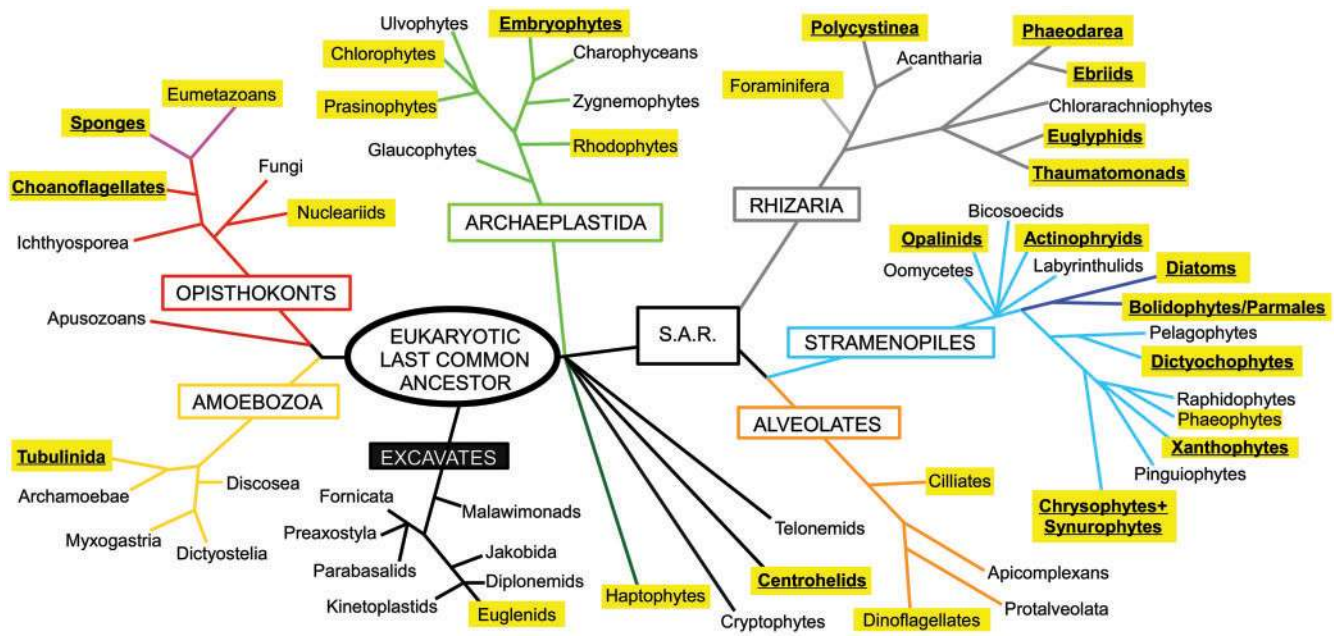 Ulvophytes
Embryophytes
Chlorophytes
Charophyceans
Prasinophytes
Zygnemophytes
Glaucophytes
Rhodophytes
ARCHAEPLASTIDA
Eumetazoans
Sponges
Fungi
Choanoflagellates
Nucleariids
Ichthyosporea
OPISTHOKONTS
Apusozoans
Polycystinea
Acantharia
Foraminifera
Phaeodarea
Ebriids
Chlorarachniophytes
Euglyphids
Thaumatomonads
RHIZARIA
Bicosoecids
Opalinids
Actinophryids
Oomycetes
Labyrinthulids
Diatoms
Bolidophytes/Parmales
Pelagophytes
Dictyochophytes
STRAMENOPILES
Raphidophytes
Phaeophytes
Xanthophytes
Pinguiophytes
Chrysophytes+
Synurophytes
S.A.R.
EUKARYOTIC
LAST COMMON
ANCESTOR
AMOEBOZOA
Tubulinida
Archamoebae
Discosea
Myxogastria
Dictyostelia
EXCAVATES
Fornicata
Malawimonads
Preaxostyla
Jakobida
Parabasalids
Diplonemids
Kinetoplastids
Euglenids
Haptophytes
Cryptophytes
Centrohelids
Telonemids
ALVEOLATES
Cilliates
Apicomplexans
Protalveolata
Dinoflagellates